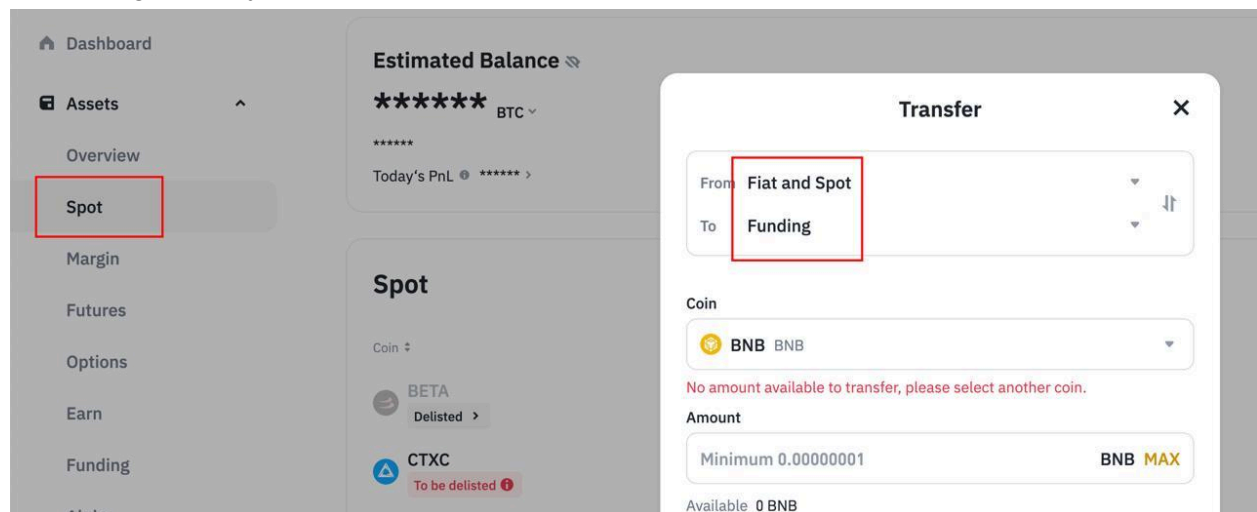 Dashboard
Assets
Overview
Spot
Margin
Futures
Options
Earn
Funding
Estimated Balance
****** BTC
******
Today's PnL ****** >
Spot
Coin
BETA
Delisted >
CTXC
To be delisted
Transfer
From Fiat and Spot
To Funding
Coin
BNB BNB
No amount available to transfer, please select another coin.
Amount
Minimum 0.00000001 BNB MAX
Available 0 BNB